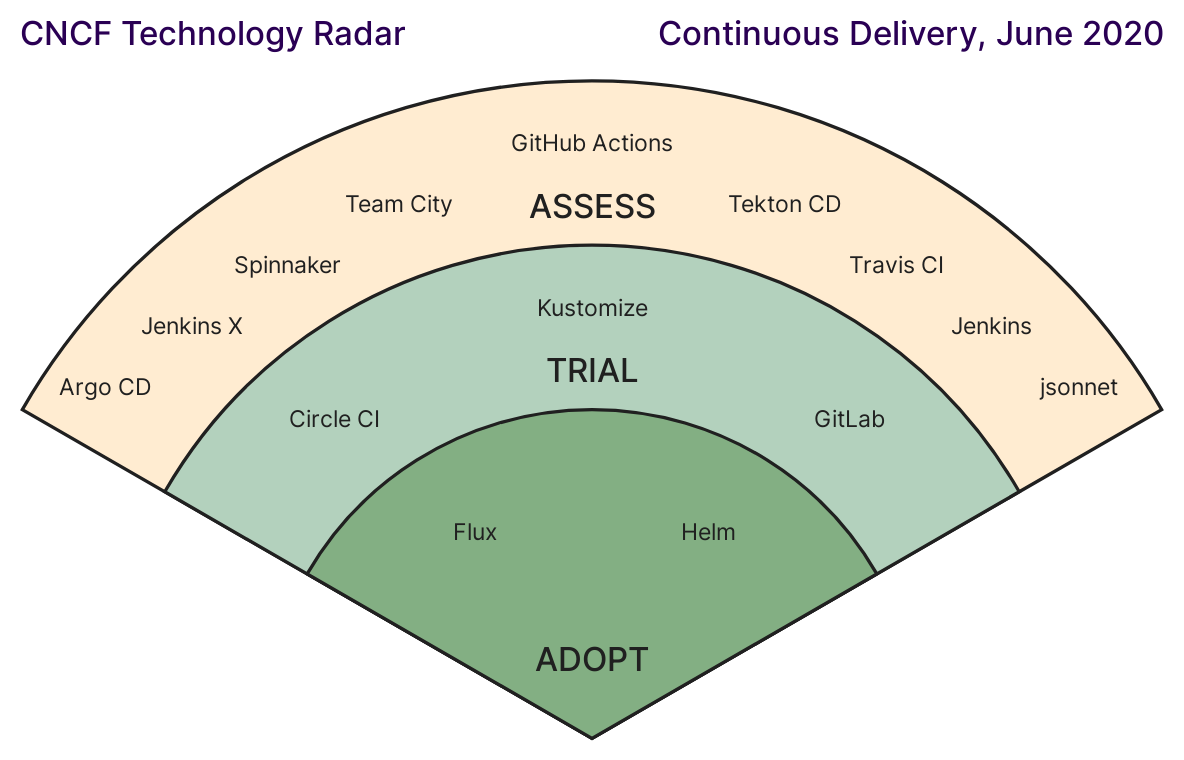 CNCF Technology Radar
Continuous Delivery, June 2020
GitHub Actions
Team City
ASSESS
Tekton CD
Spinnaker
Travis CI
Jenkins X
Jenkins
Argo CD
jsonnet
Kustomize
TRIAL
Circle CI
GitLab
Flux
Helm
ADOPT